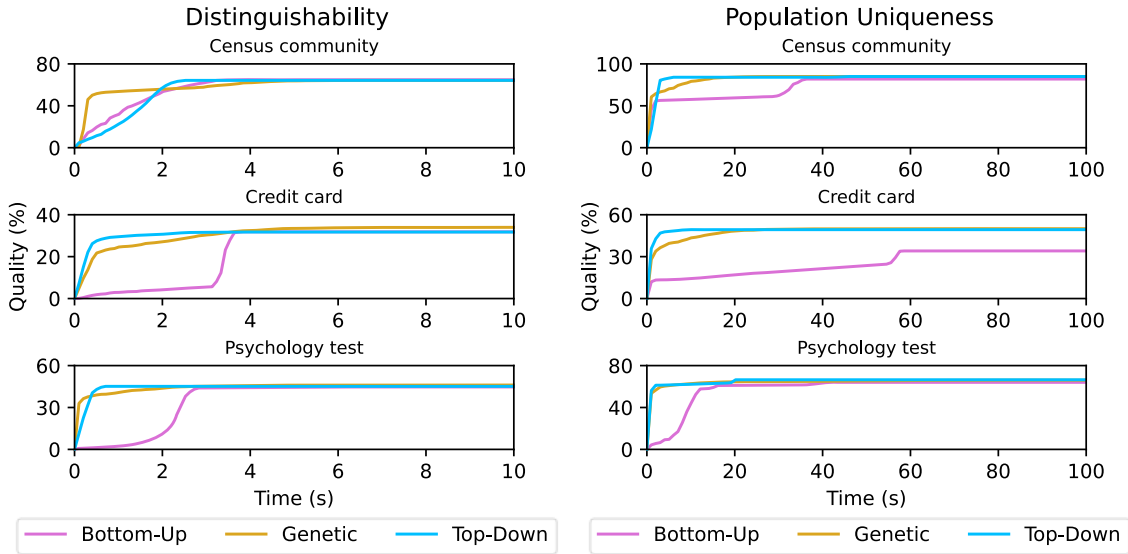 Distinguishability
Census community
80
40
0
0 2 4 6 8 10
Credit card
40
20
0
0 2 4 6 8 10
Psychology test
60
30
0
0 2 4 6 8 10
Quality (%)
Time (s)
Bottom-Up Genetic Top-Down
Population Uniqueness
Census community
100
50
0
0 20 40 60 80 100
Credit card
60
30
0
0 20 40 60 80 100
Psychology test
80
40
0
0 20 40 60 80 100
Quality (%)
Time (s)
Bottom-Up Genetic Top-Down